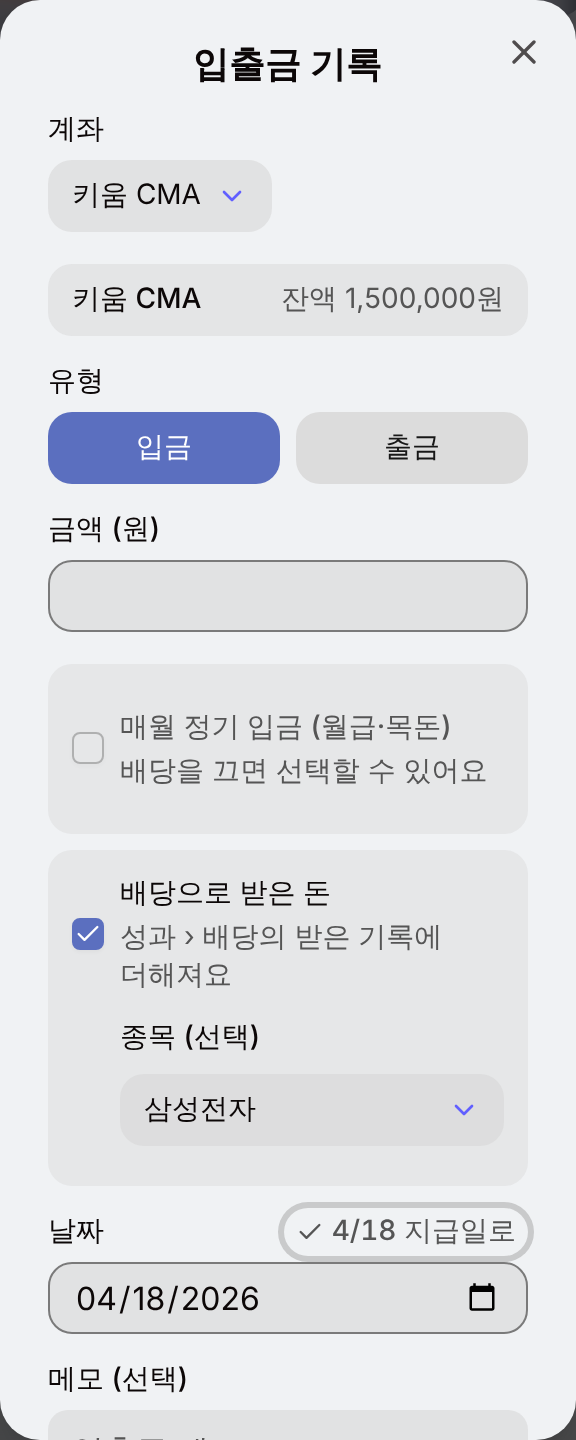 입출금 기록
계좌
키움 CMA
키움 CMA 잔액 1,500,000원
유형
입금 출금
금액 (원)
매월 정기 입금 (월급·목돈)
배당을 끄면 선택할 수 있어요
배당으로 받은 돈
성과 › 배당의 받은 기록에
더해져요
종목 (선택)
삼성전자
날짜 4/18 지급일로
04/18/2026
메모 (선택)